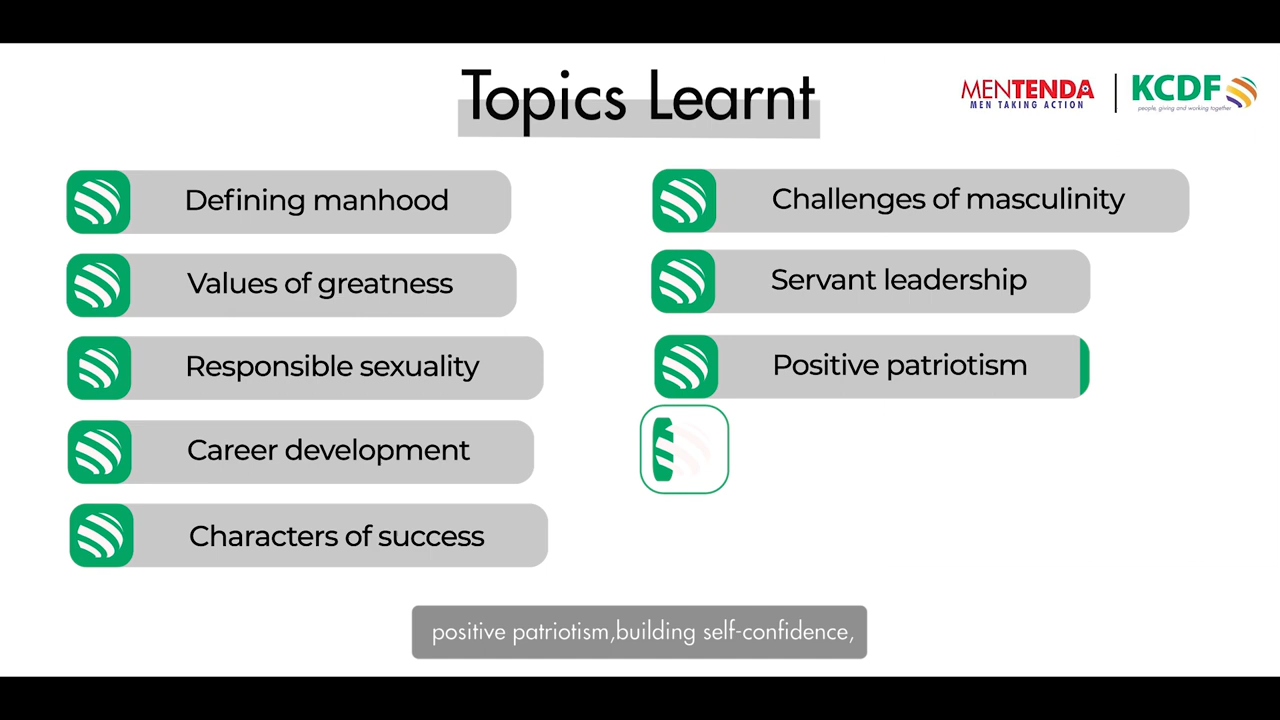 Topics Learnt
MENTENDA
MEN TAKING ACTION
KCDF
people, giving and working together
Defining manhood
Values of greatness
Responsible sexuality
Career development
Characters of success
Challenges of masculinity
Servant leadership
Positive patriotism
positive patriotism,building self-confidence,